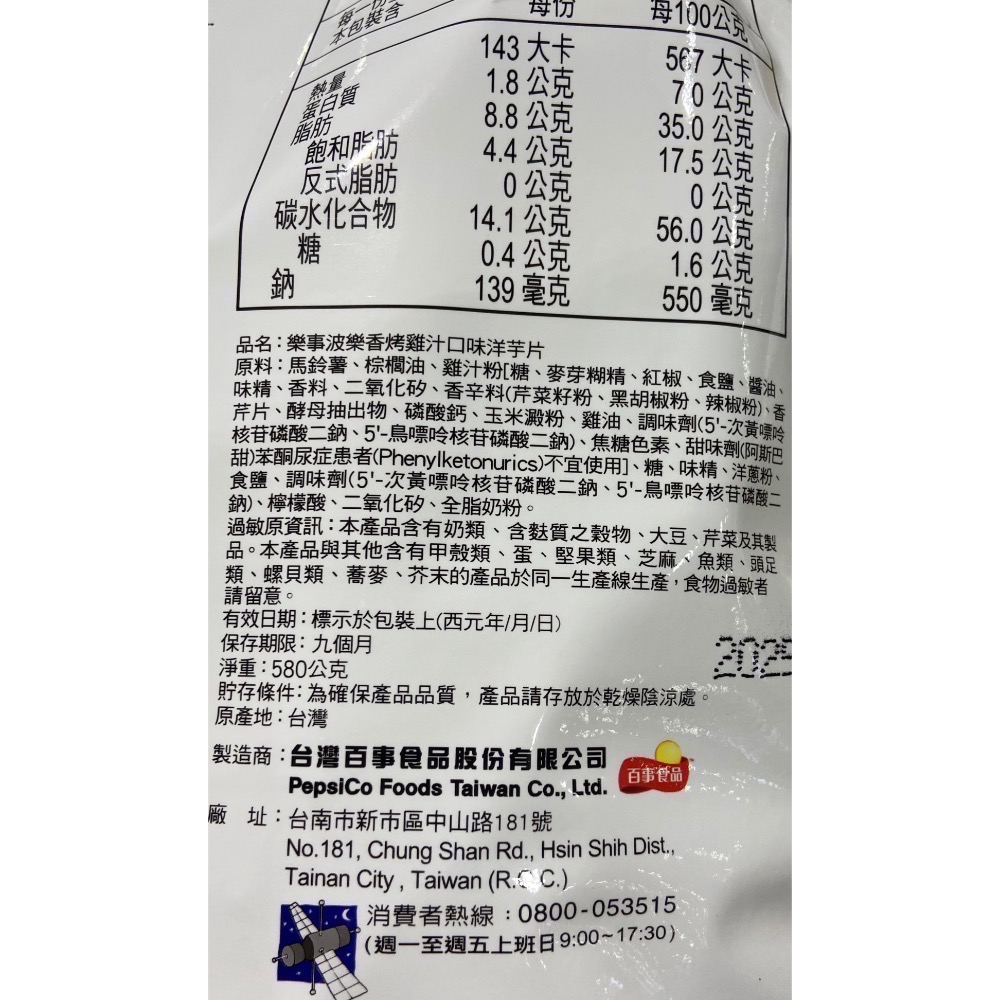 每一份
本包裝含
每份 每100公克
熱量 143 大卡 567 大卡
蛋白質 1.8 公克 7.0 公克
脂肪 8.8 公克 35.0 公克
飽和脂肪 4.4 公克 17.5 公克
反式脂肪 0 公克 0 公克
碳水化合物 14.1 公克 56.0 公克
糖 0.4 公克 1.6 公克
鈉 139 毫克 550 毫克
品名：樂事波樂香烤雞汁口味洋芋片
原料：馬鈴薯、棕櫚油、雞汁粉[糖、麥芽糊精、紅椒、食鹽、醬油、
味精、香料、二氧化矽、香辛料(芹菜籽粉、黑胡椒粉、辣椒粉)、香
芹片、酵母抽出物、磷酸鈣、玉米澱粉、雞油、調味劑(5'-次黃嘌呤
核苷磷酸二鈉、5'-鳥嘌呤核苷磷酸二鈉)、焦糖色素、甜味劑(阿斯巴
甜)苯酮尿症患者(Phenylketonurics)不宜使用]、糖、味精、洋蔥粉、
食鹽、調味劑(5'-次黃嘌呤核苷磷酸二鈉、5'-鳥嘌呤核苷磷酸二
鈉)、檸檬酸、二氧化矽、全脂奶粉。
過敏原資訊：本產品含有奶類、含麩質之穀物、大豆、芹菜及其製
品。本產品與其他含有甲殼類、蛋、堅果類、芝麻、魚類、頭足
類、螺貝類、蕎麥、芥末的產品於同一生產線生產，食物過敏者
請留意。
有效日期：標示於包裝上(西元年/月/日)
保存期限：九個月
2025
淨重：580公克
貯存條件：為確保產品品質，產品請存放於乾燥陰涼處。
原產地：台灣
製造商：台灣百事食品股份有限公司
PepsiCo Foods Taiwan Co., Ltd.
百事食品
廠 址：台南市新市區中山路181號
No.181, Chung Shan Rd., Hsin Shih Dist.,
Tainan City , Taiwan (R.O.C.)
消費者熱線：0800-053515
(週一至週五上班日9:00~17:30)